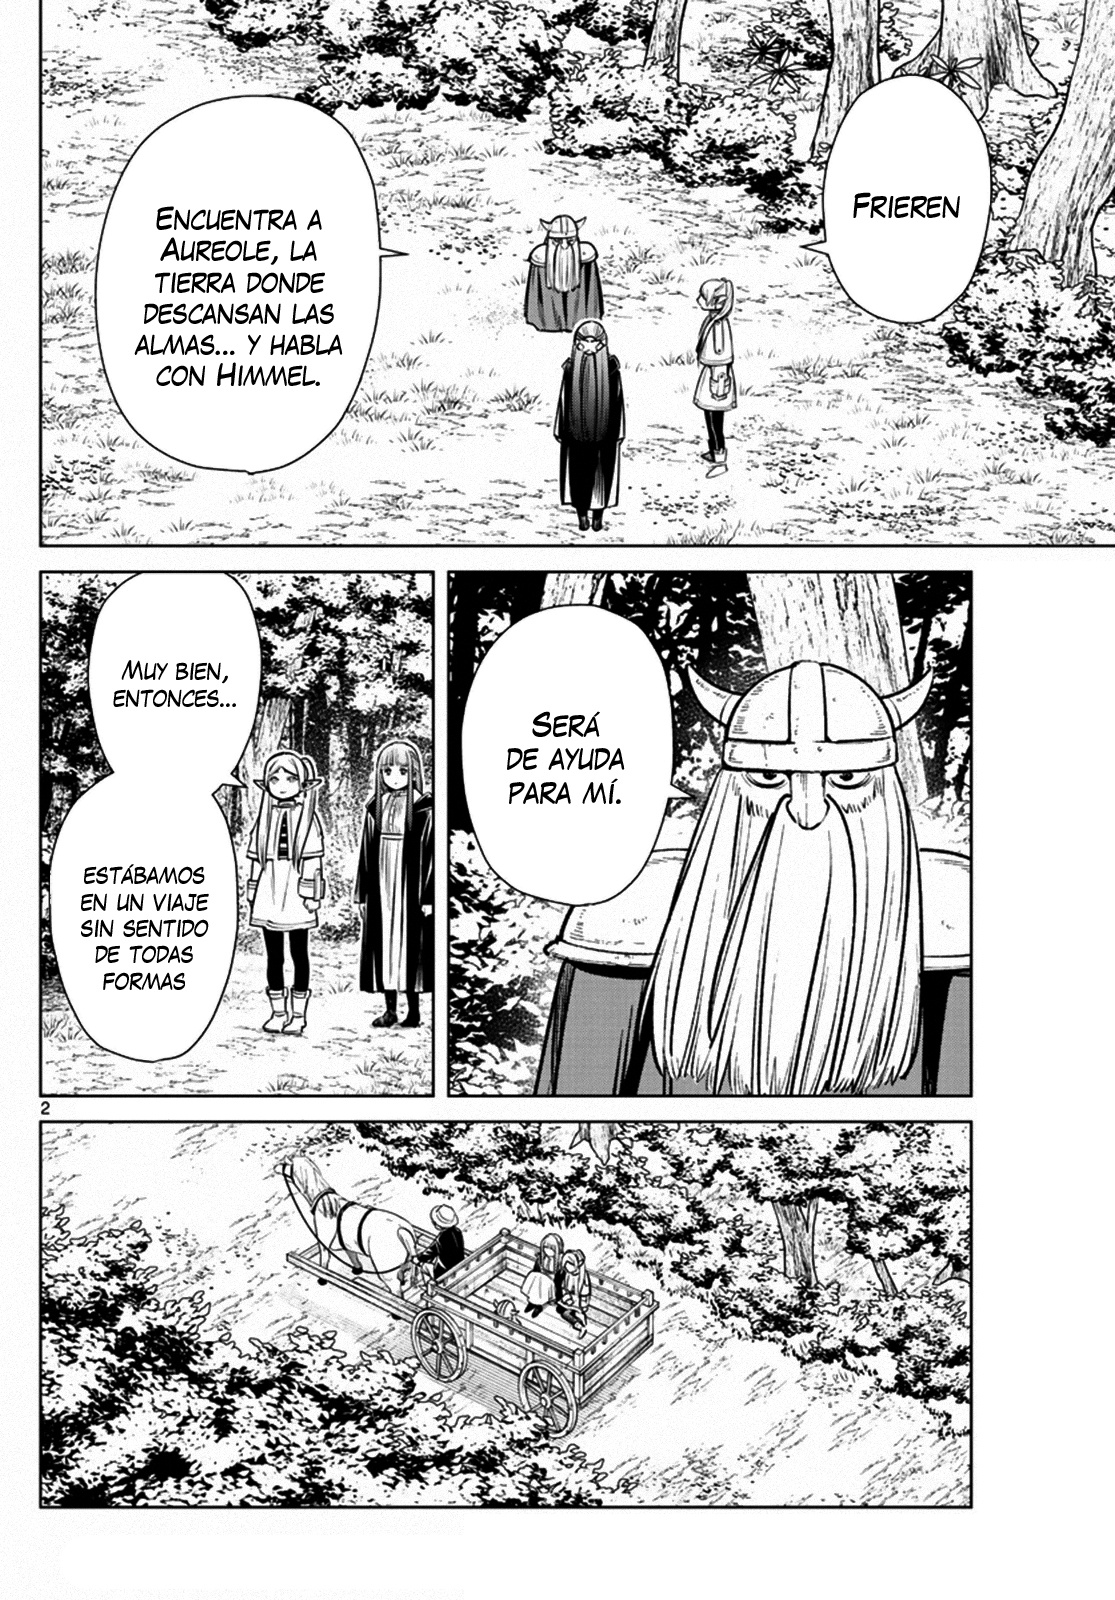 Frieren
Encuentra a
Aureole, la
tierra donde
descansan las
almas... y habla
con Himmel.
Será
de ayuda
para mí.
Muy bien,
entonces...
estábamos
en un viaje
sin sentido
de todas
formas
2